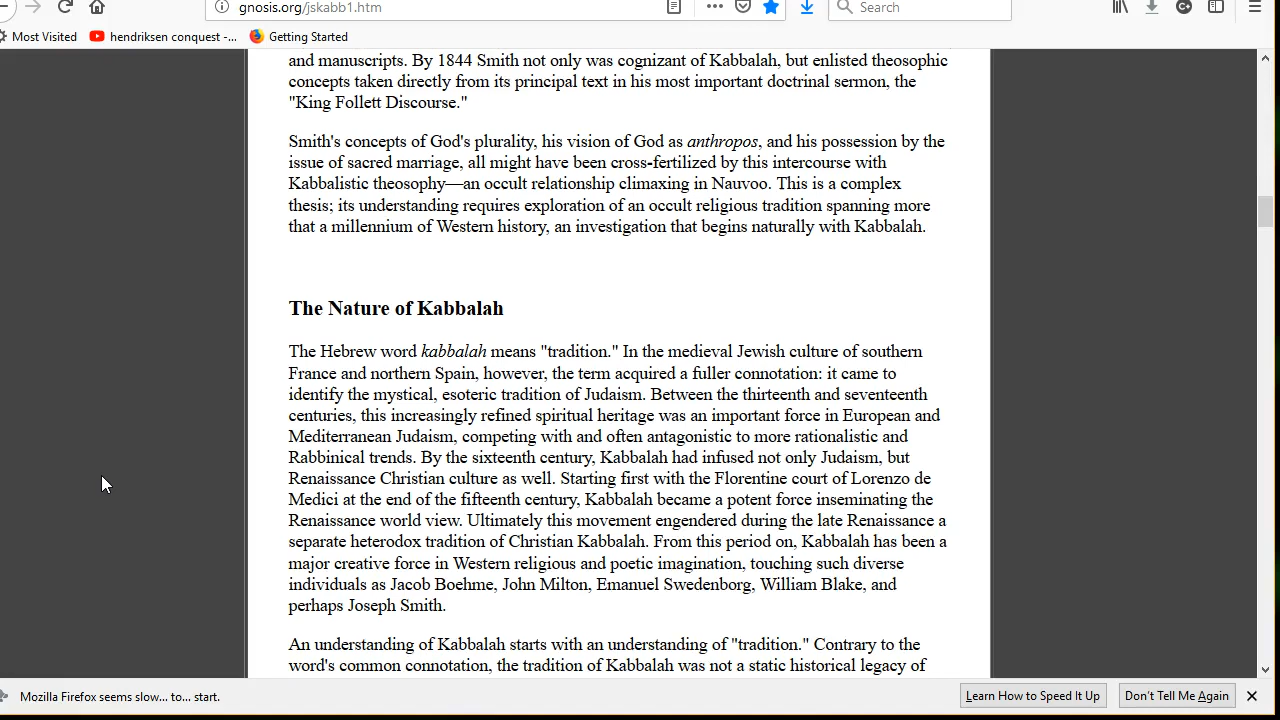 gnosis.org/jskabb1.htm
Search
Most Visited
hendriksen conquest -...
Getting Started
and manuscripts. By 1844 Smith not only was cognizant of Kabbalah, but enlisted theosophic
concepts taken directly from its principal text in his most important doctrinal sermon, the
"King Follett Discourse."
Smith's concepts of God's plurality, his vision of God as anthropos, and his possession by the
issue of sacred marriage, all might have been cross-fertilized by this intercourse with
Kabbalistic theosophy—an occult relationship climaxing in Nauvoo. This is a complex
thesis; its understanding requires exploration of an occult religious tradition spanning more
that a millennium of Western history, an investigation that begins naturally with Kabbalah.
The Nature of Kabbalah
The Hebrew word kabbalah means "tradition." In the medieval Jewish culture of southern
France and northern Spain, however, the term acquired a fuller connotation: it came to
identify the mystical, esoteric tradition of Judaism. Between the thirteenth and seventeenth
centuries, this increasingly refined spiritual heritage was an important force in European and
Mediterranean Judaism, competing with and often antagonistic to more rationalistic and
Rabbinical trends. By the sixteenth century, Kabbalah had infused not only Judaism, but
Renaissance Christian culture as well. Starting first with the Florentine court of Lorenzo de
Medici at the end of the fifteenth century, Kabbalah became a potent force inseminating the
Renaissance world view. Ultimately this movement engendered during the late Renaissance a
separate heterodox tradition of Christian Kabbalah. From this period on, Kabbalah has been a
major creative force in Western religious and poetic imagination, touching such diverse
individuals as Jacob Boehme, John Milton, Emanuel Swedenborg, William Blake, and
perhaps Joseph Smith.
An understanding of Kabbalah starts with an understanding of "tradition." Contrary to the
word's common connotation, the tradition of Kabbalah was not a static historical legacy of
Mozilla Firefox seems slow... to... start.
Learn How to Speed It Up
Don't Tell Me Again